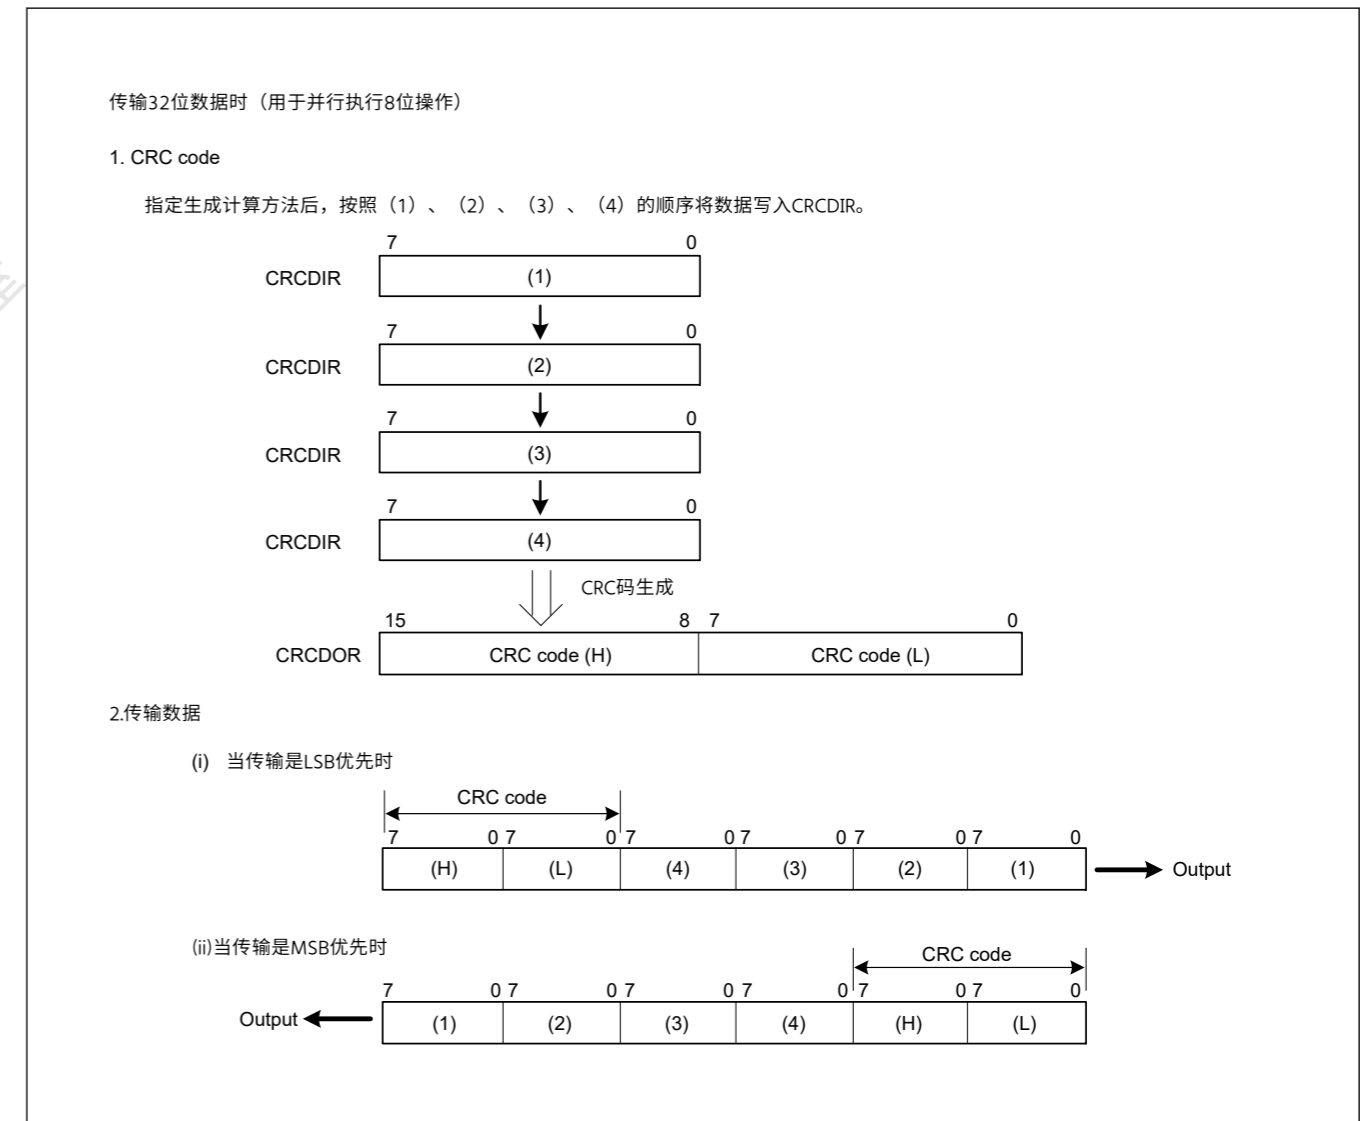 传输32位数据时（用于并行执行8位操作）
1. CRC code
指定生成计算方法后，按照（1）、（2）、（3）、（4）的顺序将数据写入CRCDIR。
7 0
CRCDIR (1)
7 0
CRCDIR (2)
7 0
CRCDIR (3)
7 0
CRCDIR (4)
CRC码生成
15 8 7 0
CRCDOR CRC code (H) CRC code (L)
2.传输数据
(i) 当传输是LSB优先时
CRC code
7 0 7 0 7 0 7 0 7 0 7 0
(H) (L) (4) (3) (2) (1) Output
(ii)当传输是MSB优先时
CRC code
7 0 7 0 7 0 7 0 7 0 7 0
Output (1) (2) (3) (4) (H) (L)